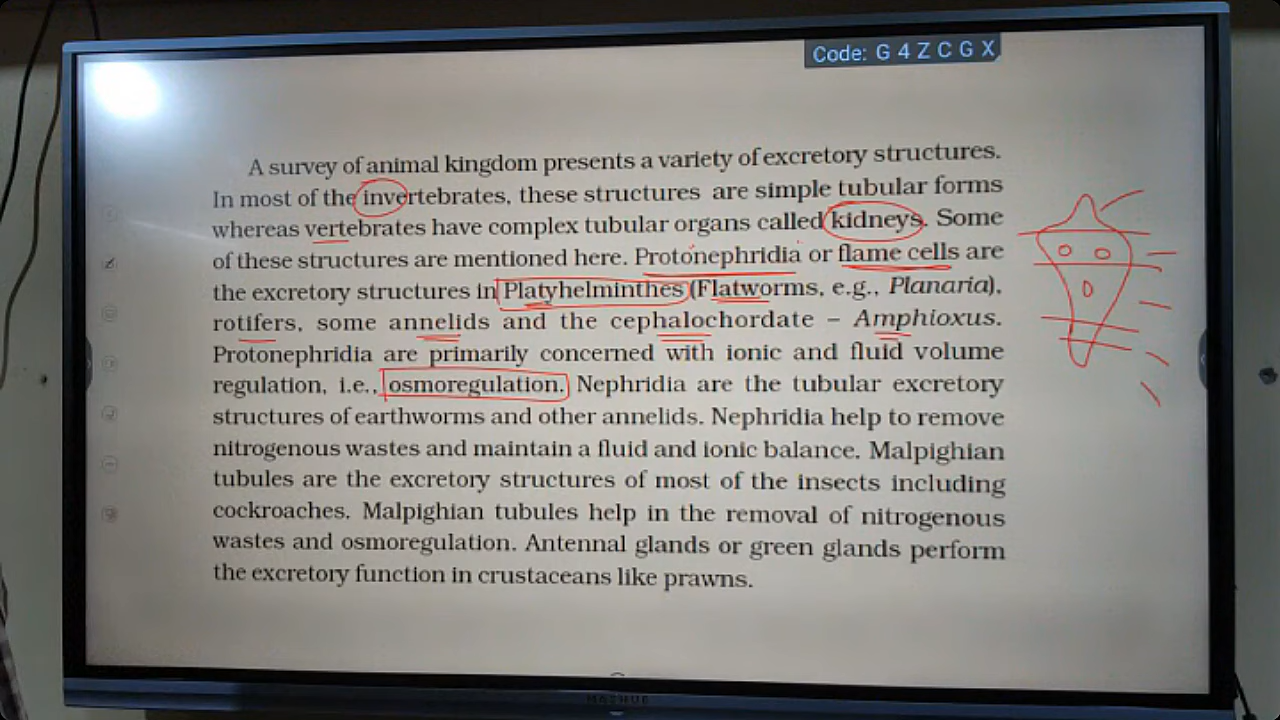 Code: G 4 Z C G X
A survey of animal kingdom presents a variety of excretory structures.
In most of the invertebrates, these structures are simple tubular forms
whereas vertebrates have complex tubular organs called kidneys. Some
of these structures are mentioned here. Protonephridia or flame cells are
the excretory structures in Platyhelminthes (Flatworms, e.g., Planaria),
rotifers, some annelids and the cephalochordate – Amphioxus.
Protonephridia are primarily concerned with ionic and fluid volume
regulation, i.e., osmoregulation. Nephridia are the tubular excretory
structures of earthworms and other annelids. Nephridia help to remove
nitrogenous wastes and maintain a fluid and ionic balance. Malpighian
tubules are the excretory structures of most of the insects including
cockroaches. Malpighian tubules help in the removal of nitrogenous
wastes and osmoregulation. Antennal glands or green glands perform
the excretory function in crustaceans like prawns.